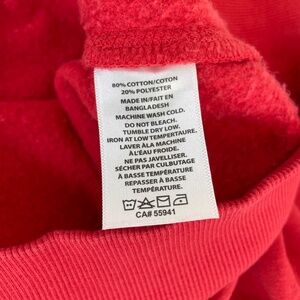 80% COTTON/COTON
20% POLYESTER
MADE IN/FAIT EN
BANGLADESH
MACHINE WASH COLD.
DO NOT BLEACH.
TUMBLE DRY LOW.
IRON AT LOW TEMPERTAURE.
LAVER À LA MACHINE
À L'ÉAU FROIDE.
NE PAS JAVELLISER.
SÉCHER PAR CULBUTAGE
À BASSE TEMPÉRATURE
REPASSER À BASSE
TEMPÉRATURE.
CA# 55941